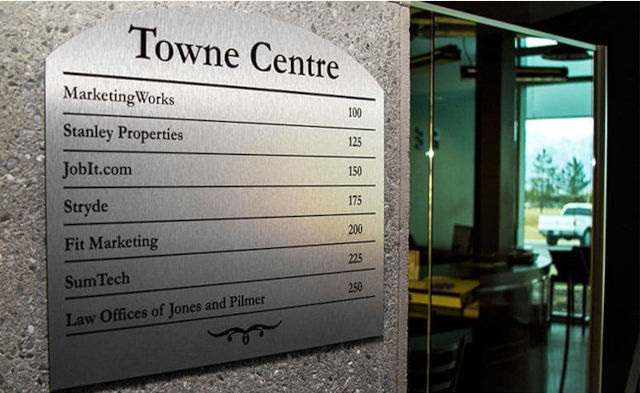 Towne Centre
MarketingWorks 100
Stanley Properties 125
JobIt.com 150
Stryde 175
Fit Marketing 200
SumTech 225
Law Offices of Jones and Pilmer 250